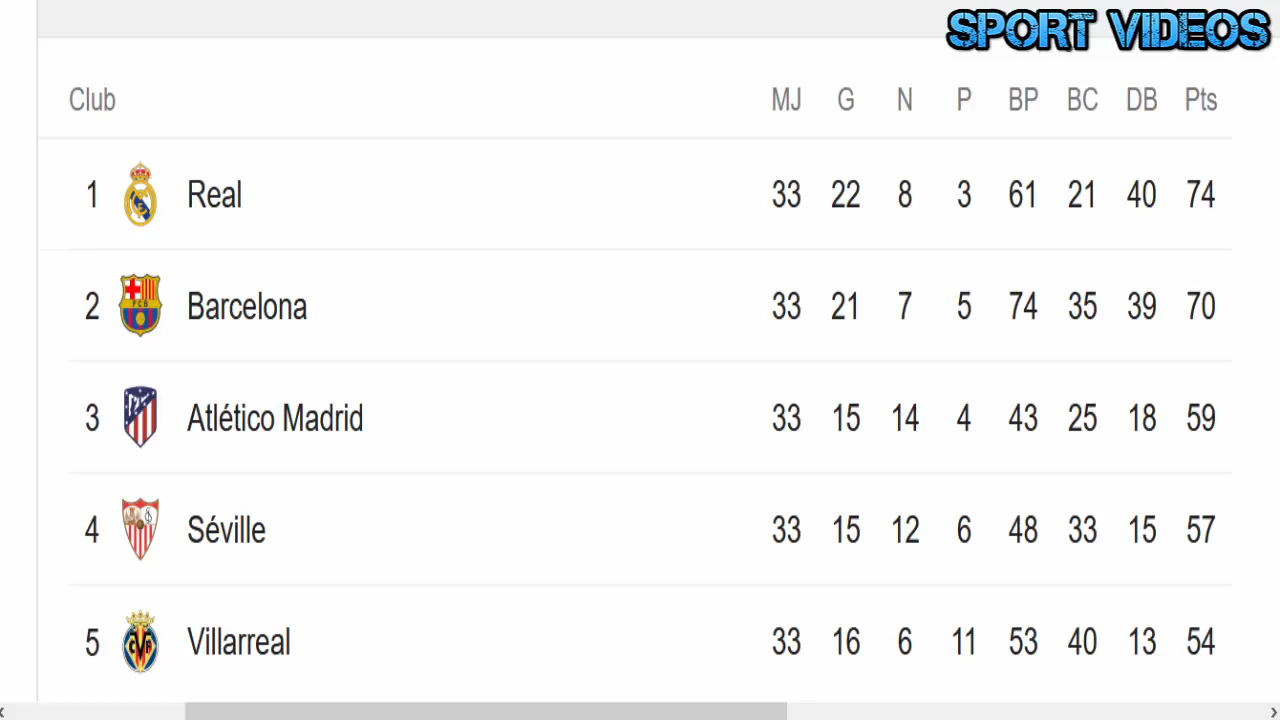 SPORT VIDEOS
Club MJ G N P BP BC DB Pts
1 Real 33 22 8 3 61 21 40 74
2 FCB Barcelona 33 21 7 5 74 35 39 70
3 Atlético Madrid 33 15 14 4 43 25 18 59
4 Séville 33 15 12 6 48 33 15 57
5 CVF Villarreal 33 16 6 11 53 40 13 54